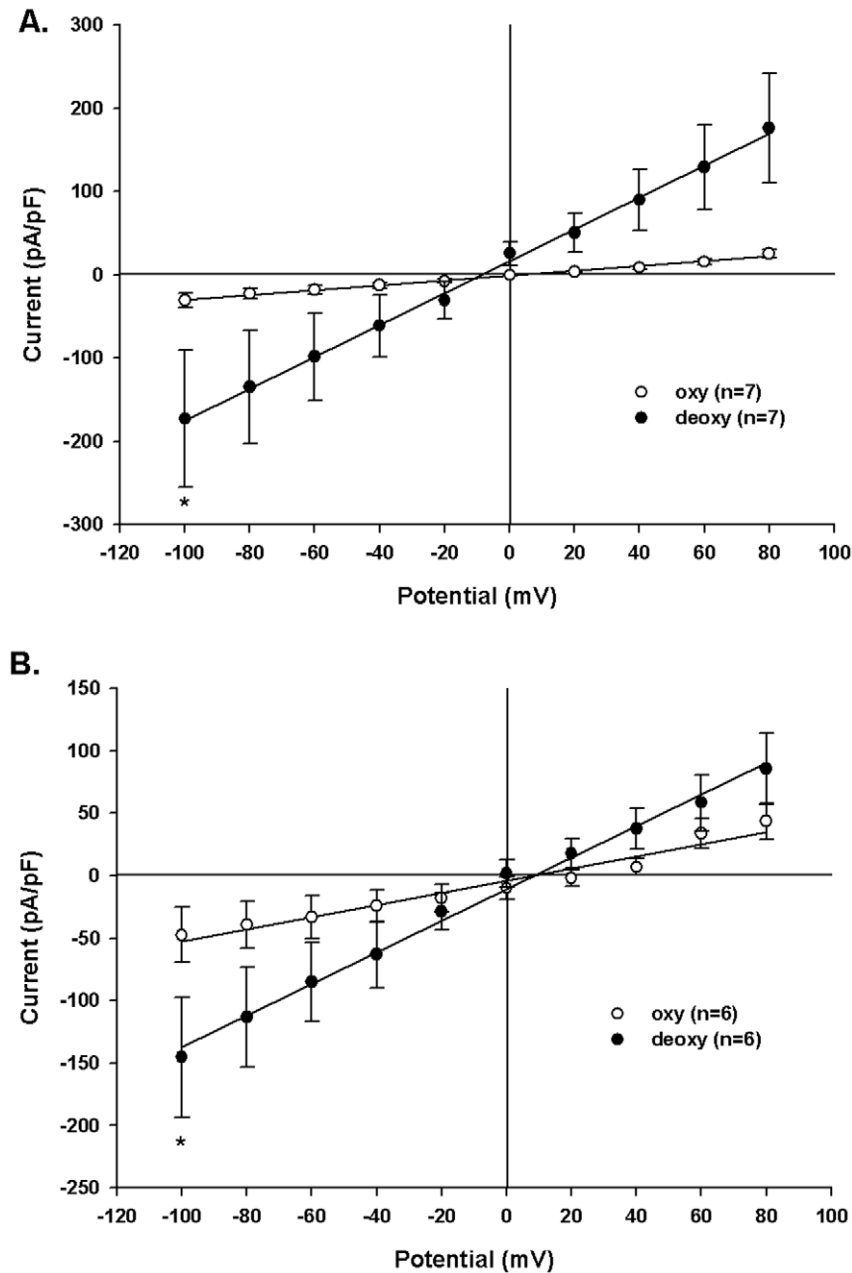 A.
300
200
100
0
-100
-200
-300
Current (pA/pF)
oxy (n=7)
deoxy (n=7)
*
-120 -100 -80 -60 -40 -20 0 20 40 60 80 100
Potential (mV)
B.
150
100
50
0
-50
-100
-150
-200
-250
Current (pA/pF)
oxy (n=6)
deoxy (n=6)
*
-120 -100 -80 -60 -40 -20 0 20 40 60 80 100
Potential (mV)